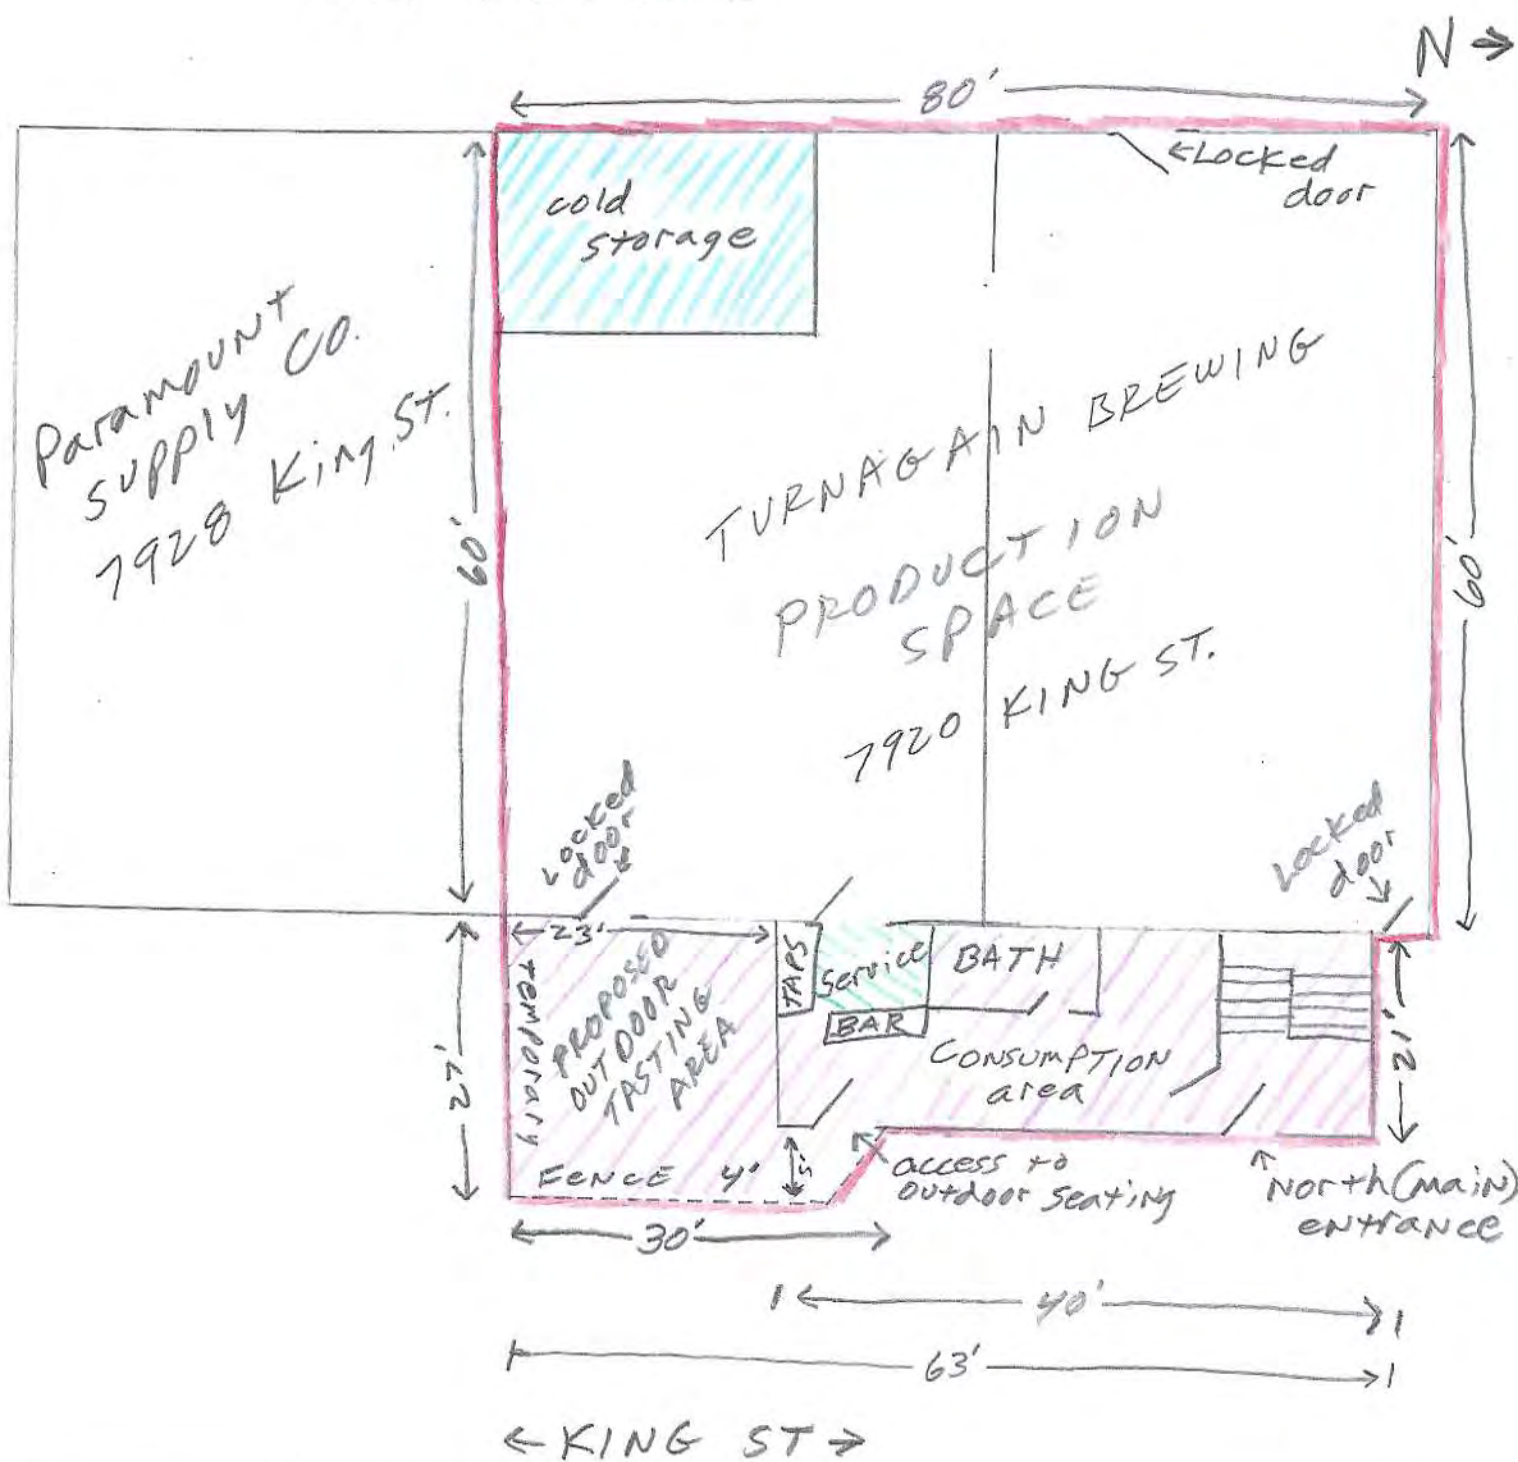 N →
80'
←Locked
door
cold
storage
Paramount
Supply Co.
7928 King St.
60'
TURNAGAIN BREWING
PRODUCTION
SPACE
7920 KING ST.
60'
Locked
door
Locked
door
←23'→
TAPS
Service
BATH
BAR
PROPOSED
OUTDOOR
TASTING
AREA
temporary
FENCE 4'
27'
CONSUMPTION
area
21'
5'
access to
outdoor seating
North (main)
entrance
30'
40'
63'
← KING ST →